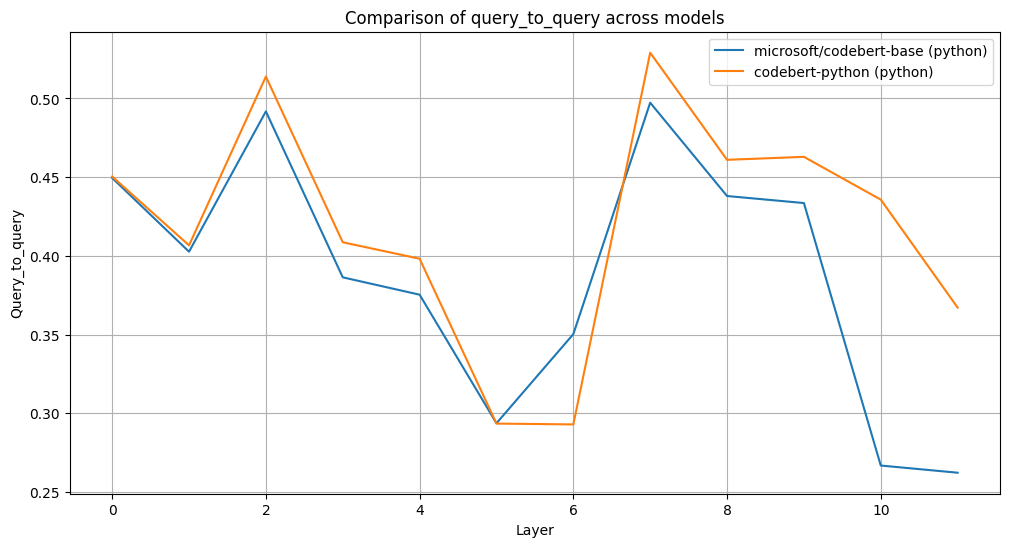 Comparison of query_to_query across models
microsoft/codebert-base (python)
codebert-python (python)
Query_to_query
0.50
0.45
0.40
0.35
0.30
0.25
0 2 4 6 8 10
Layer